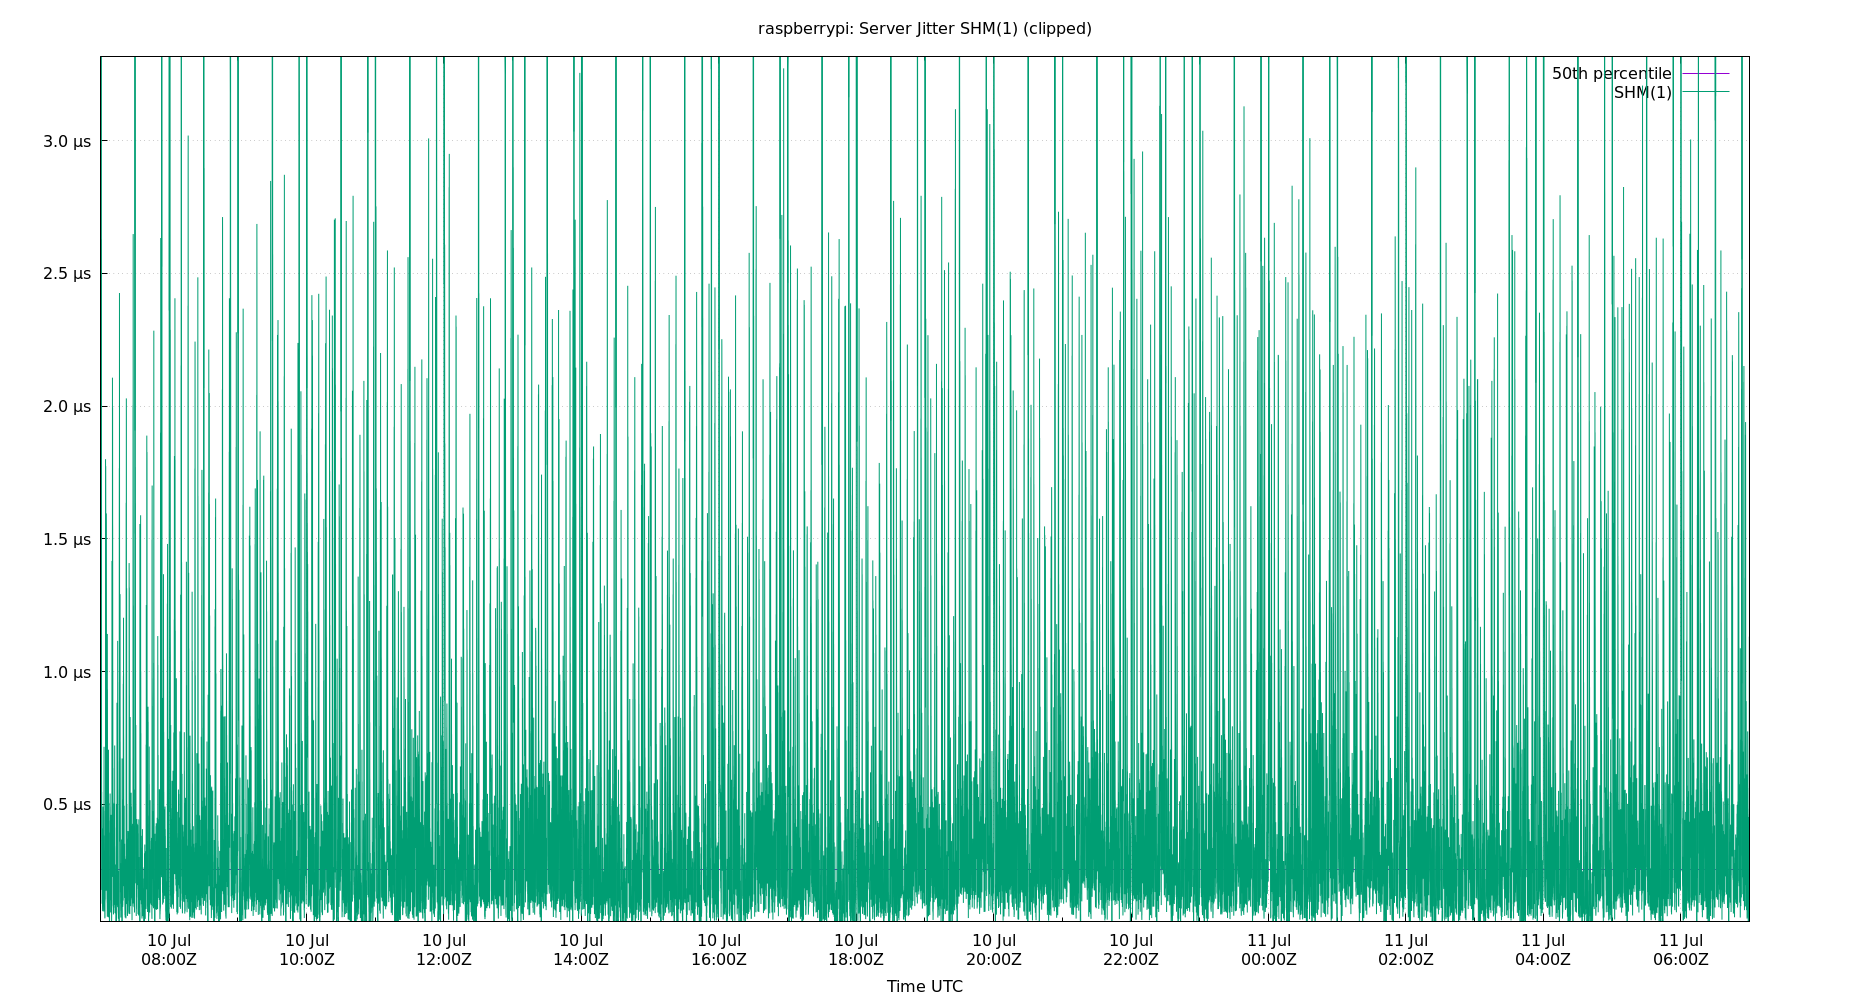 raspberrypi: Server Jitter SHM(1) (clipped)
50th percentile
SHM(1)
3.0 µs
2.5 µs
2.0 µs
1.5 µs
1.0 µs
0.5 µs
10 Jul 10 Jul 10 Jul 10 Jul 10 Jul 10 Jul 10 Jul 10 Jul 11 Jul 11 Jul 11 Jul 11 Jul
08:00Z 10:00Z 12:00Z 14:00Z 16:00Z 18:00Z 20:00Z 22:00Z 00:00Z 02:00Z 04:00Z 06:00Z
Time UTC